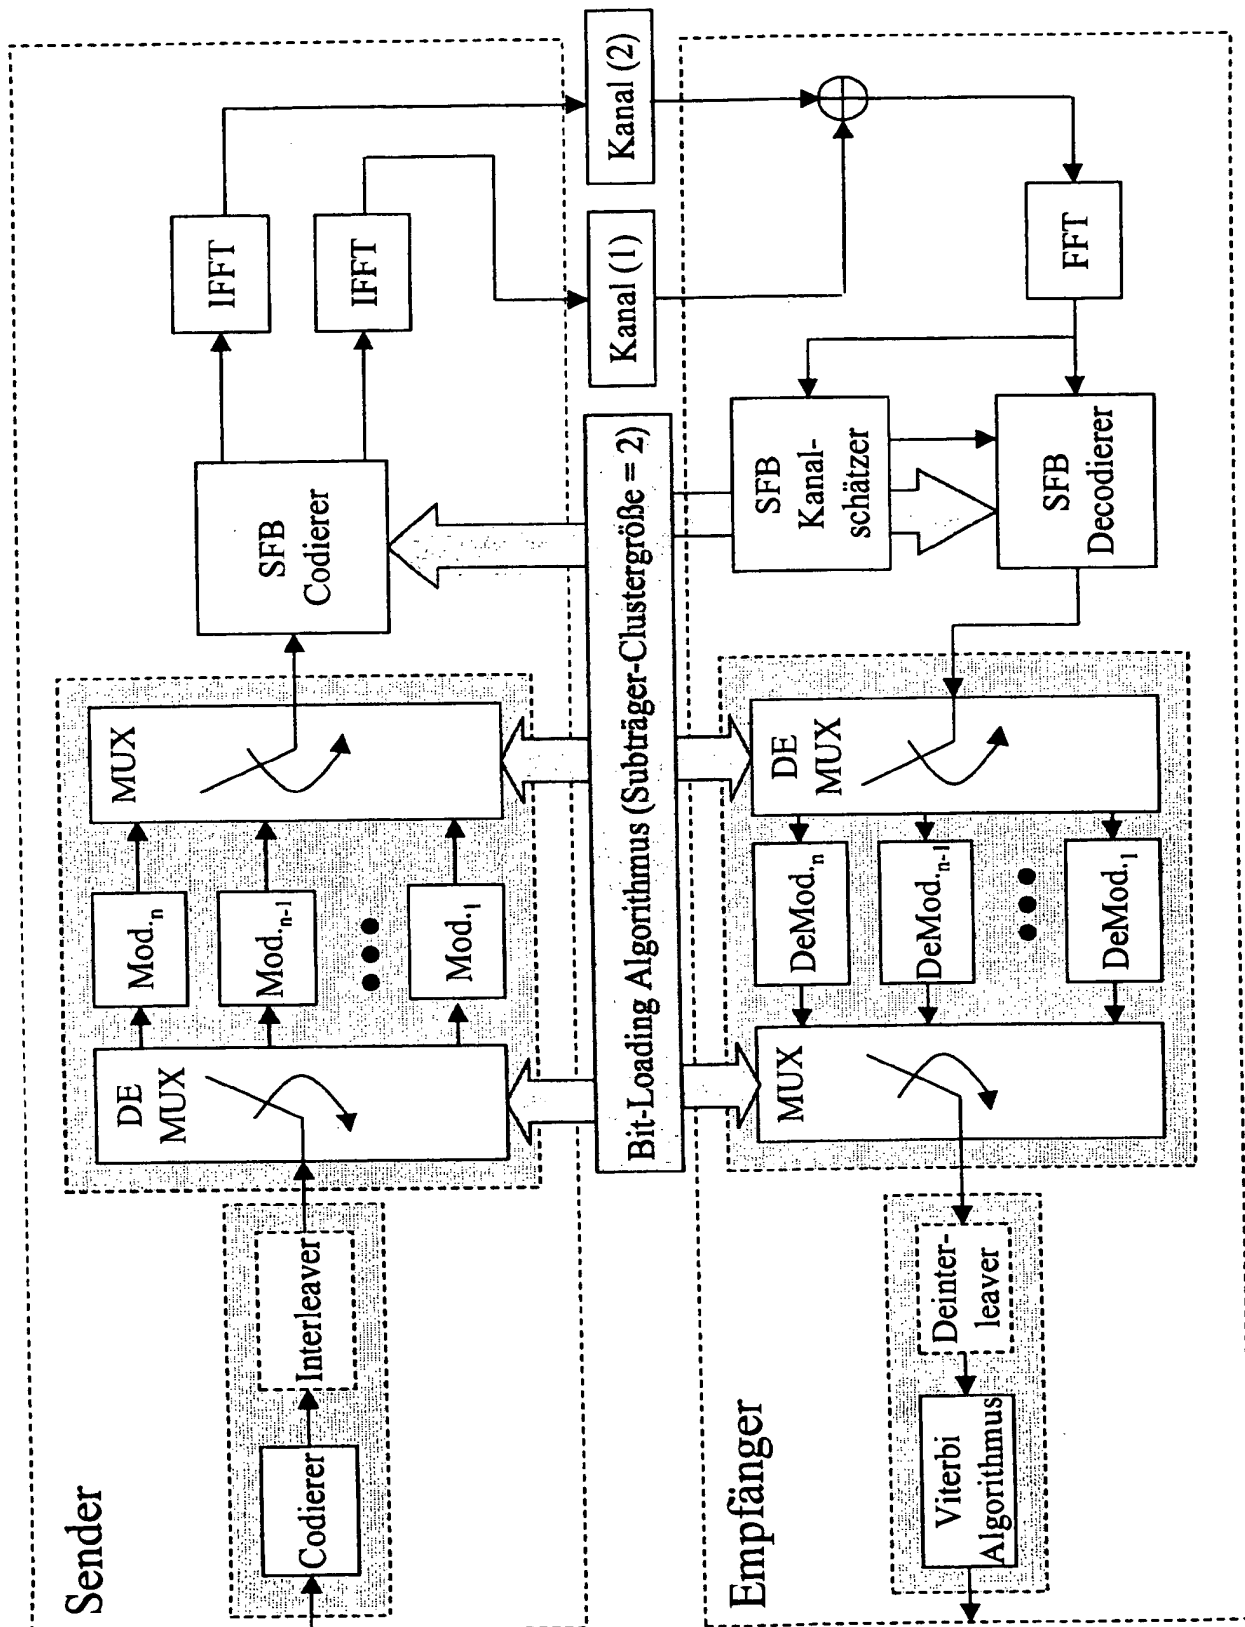 Sender
Codierer
Interleaver
DE
MUX
Mod.n
Mod.n-1
Mod.1
MUX
SFB
Codierer
IFFT
IFFT
Bit-Loading Algorithmus (Subträger-Clustergröße = 2)
Kanal (1)
Kanal (2)
Empfänger
Viterbi
Algorithmus
Deinter-
leaver
MUX
DeMod.n
DeMod.n-1
DeMod.1
DE
MUX
SFB
Kanal-
schätzer
SFB
Decodierer
FFT